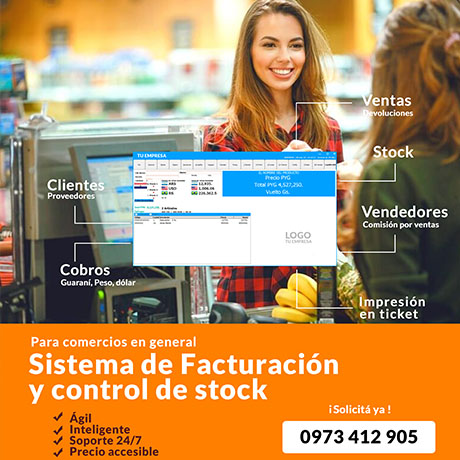 Ventas
Devoluciones
Stock
Clientes
Proveedores
Vendedores
Comisión por ventas
Cobros
Guaraní, Peso, dólar
Impresión
en ticket
TU EMPRESA
Precio PYG
Total PYG 4,527,250.
Vuelto Gs.
LOGO
TU EMPRESA
Para comercios en general
Sistema de Facturación
y control de stock
Ágil
Inteligente
Soporte 24/7
Precio accesible
¡Solicitá ya !
0973 412 905